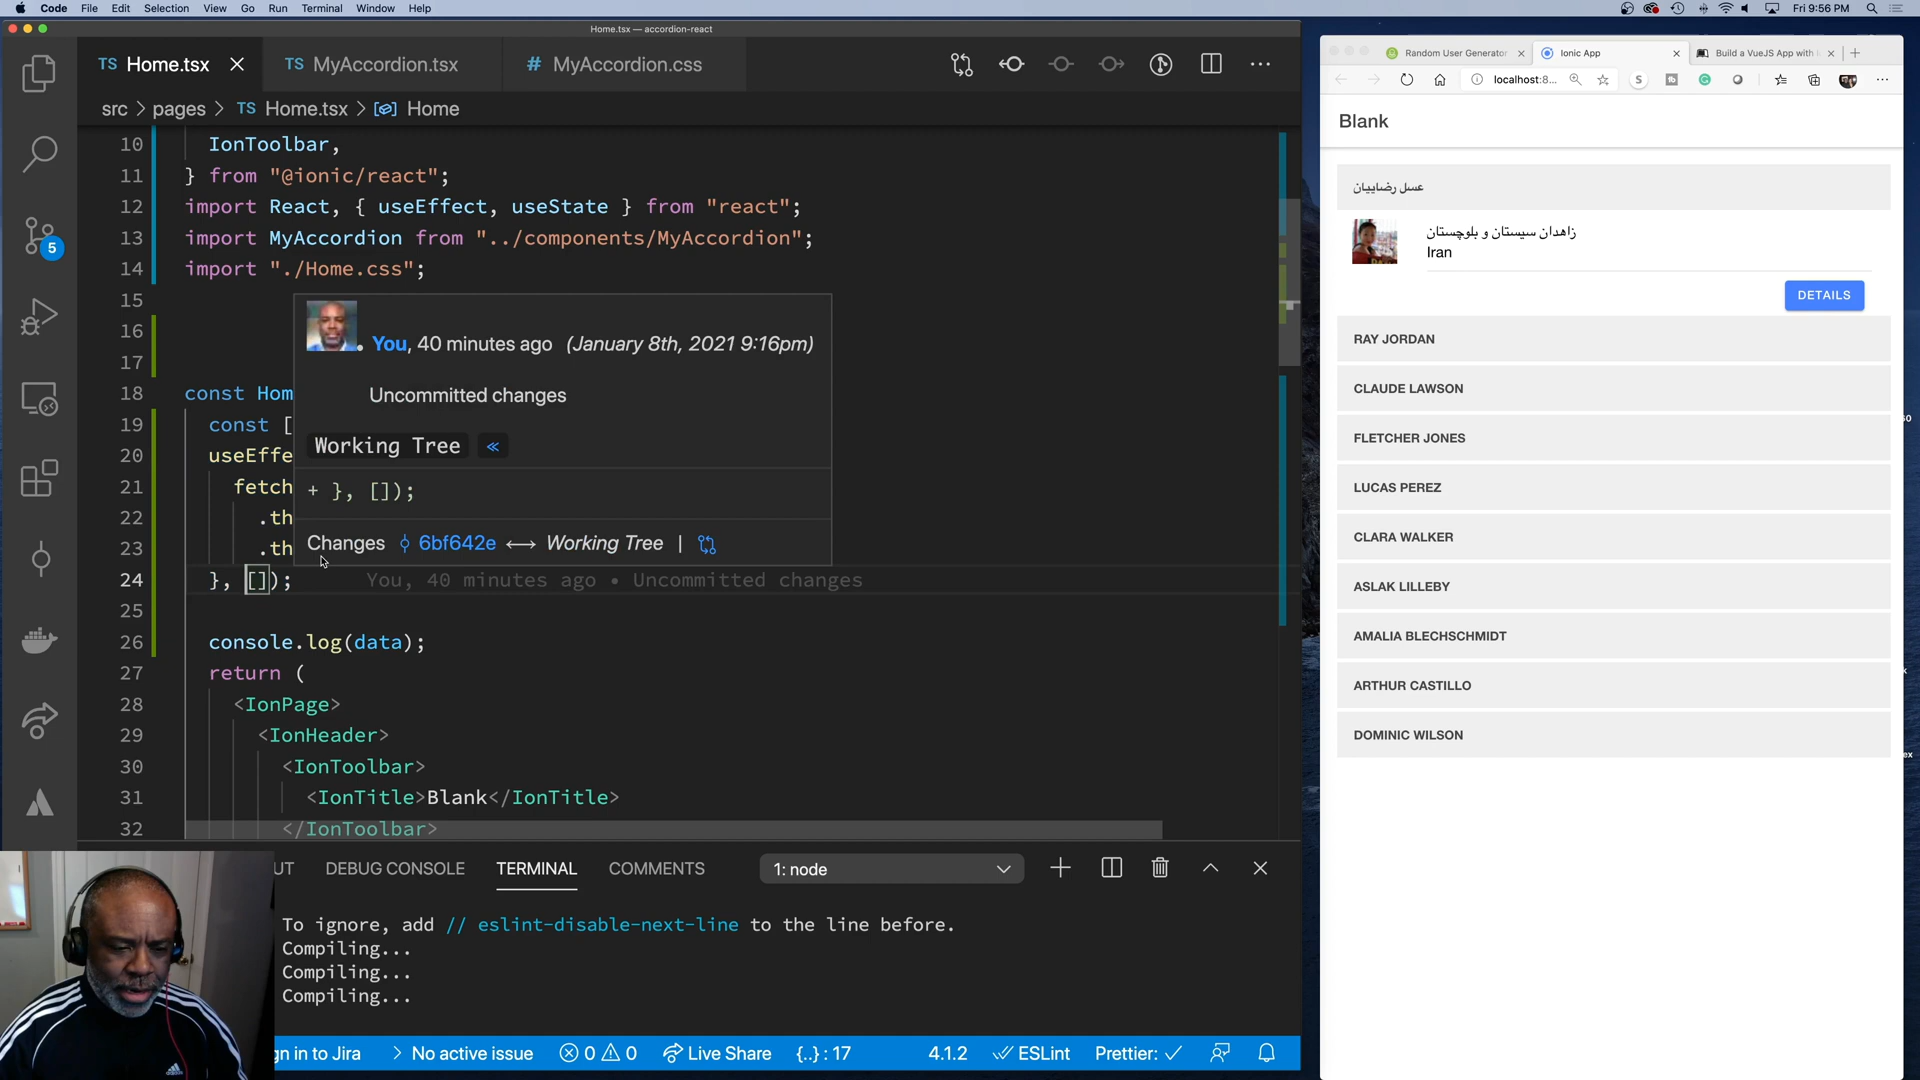 Code File Edit Selection View Go Run Terminal Window Help
Fri 9:56 PM
Home.tsx — accordion-react
TS Home.tsx
TS MyAccordion.tsx
# MyAccordion.css
src > pages > TS Home.tsx > Home
10 IonToolbar,
11 } from "@ionic/react";
12 import React, { useEffect, useState } from "react";
13 import MyAccordion from "../components/MyAccordion";
14 import "./Home.css";
15
16
17
18 const Hom
19 const [
20 useEffe
21 fetch
22 .th
23 .th
24 }, []); You, 40 minutes ago • Uncommitted changes
25
26 console.log(data);
27 return (
28 <IonPage>
29 <IonHeader>
30 <IonToolbar>
31 <IonTitle>Blank</IonTitle>
32 </IonToolbar>
You, 40 minutes ago (January 8th, 2021 9:16pm)
Uncommitted changes
Working Tree «
+ }, []);
Changes 6bf642e Working Tree |
5
UT DEBUG CONSOLE TERMINAL COMMENTS
1: node
To ignore, add // eslint-disable-next-line to the line before.
Compiling...
Compiling...
Compiling...
gn in to Jira
No active issue
0 0
Live Share
{..} : 17
4.1.2
ESLint
Prettier: ✓
adidas
Random User Generator
Ionic App
Build a VueJS App with
localhost:8...
Blank
عسل رضاییان
زاهدان سیستان و بلوچستان
Iran
DETAILS
RAY JORDAN
CLAUDE LAWSON
FLETCHER JONES
LUCAS PEREZ
CLARA WALKER
ASLAK LILLEBY
AMALIA BLECHSCHMIDT
ARTHUR CASTILLO
DOMINIC WILSON